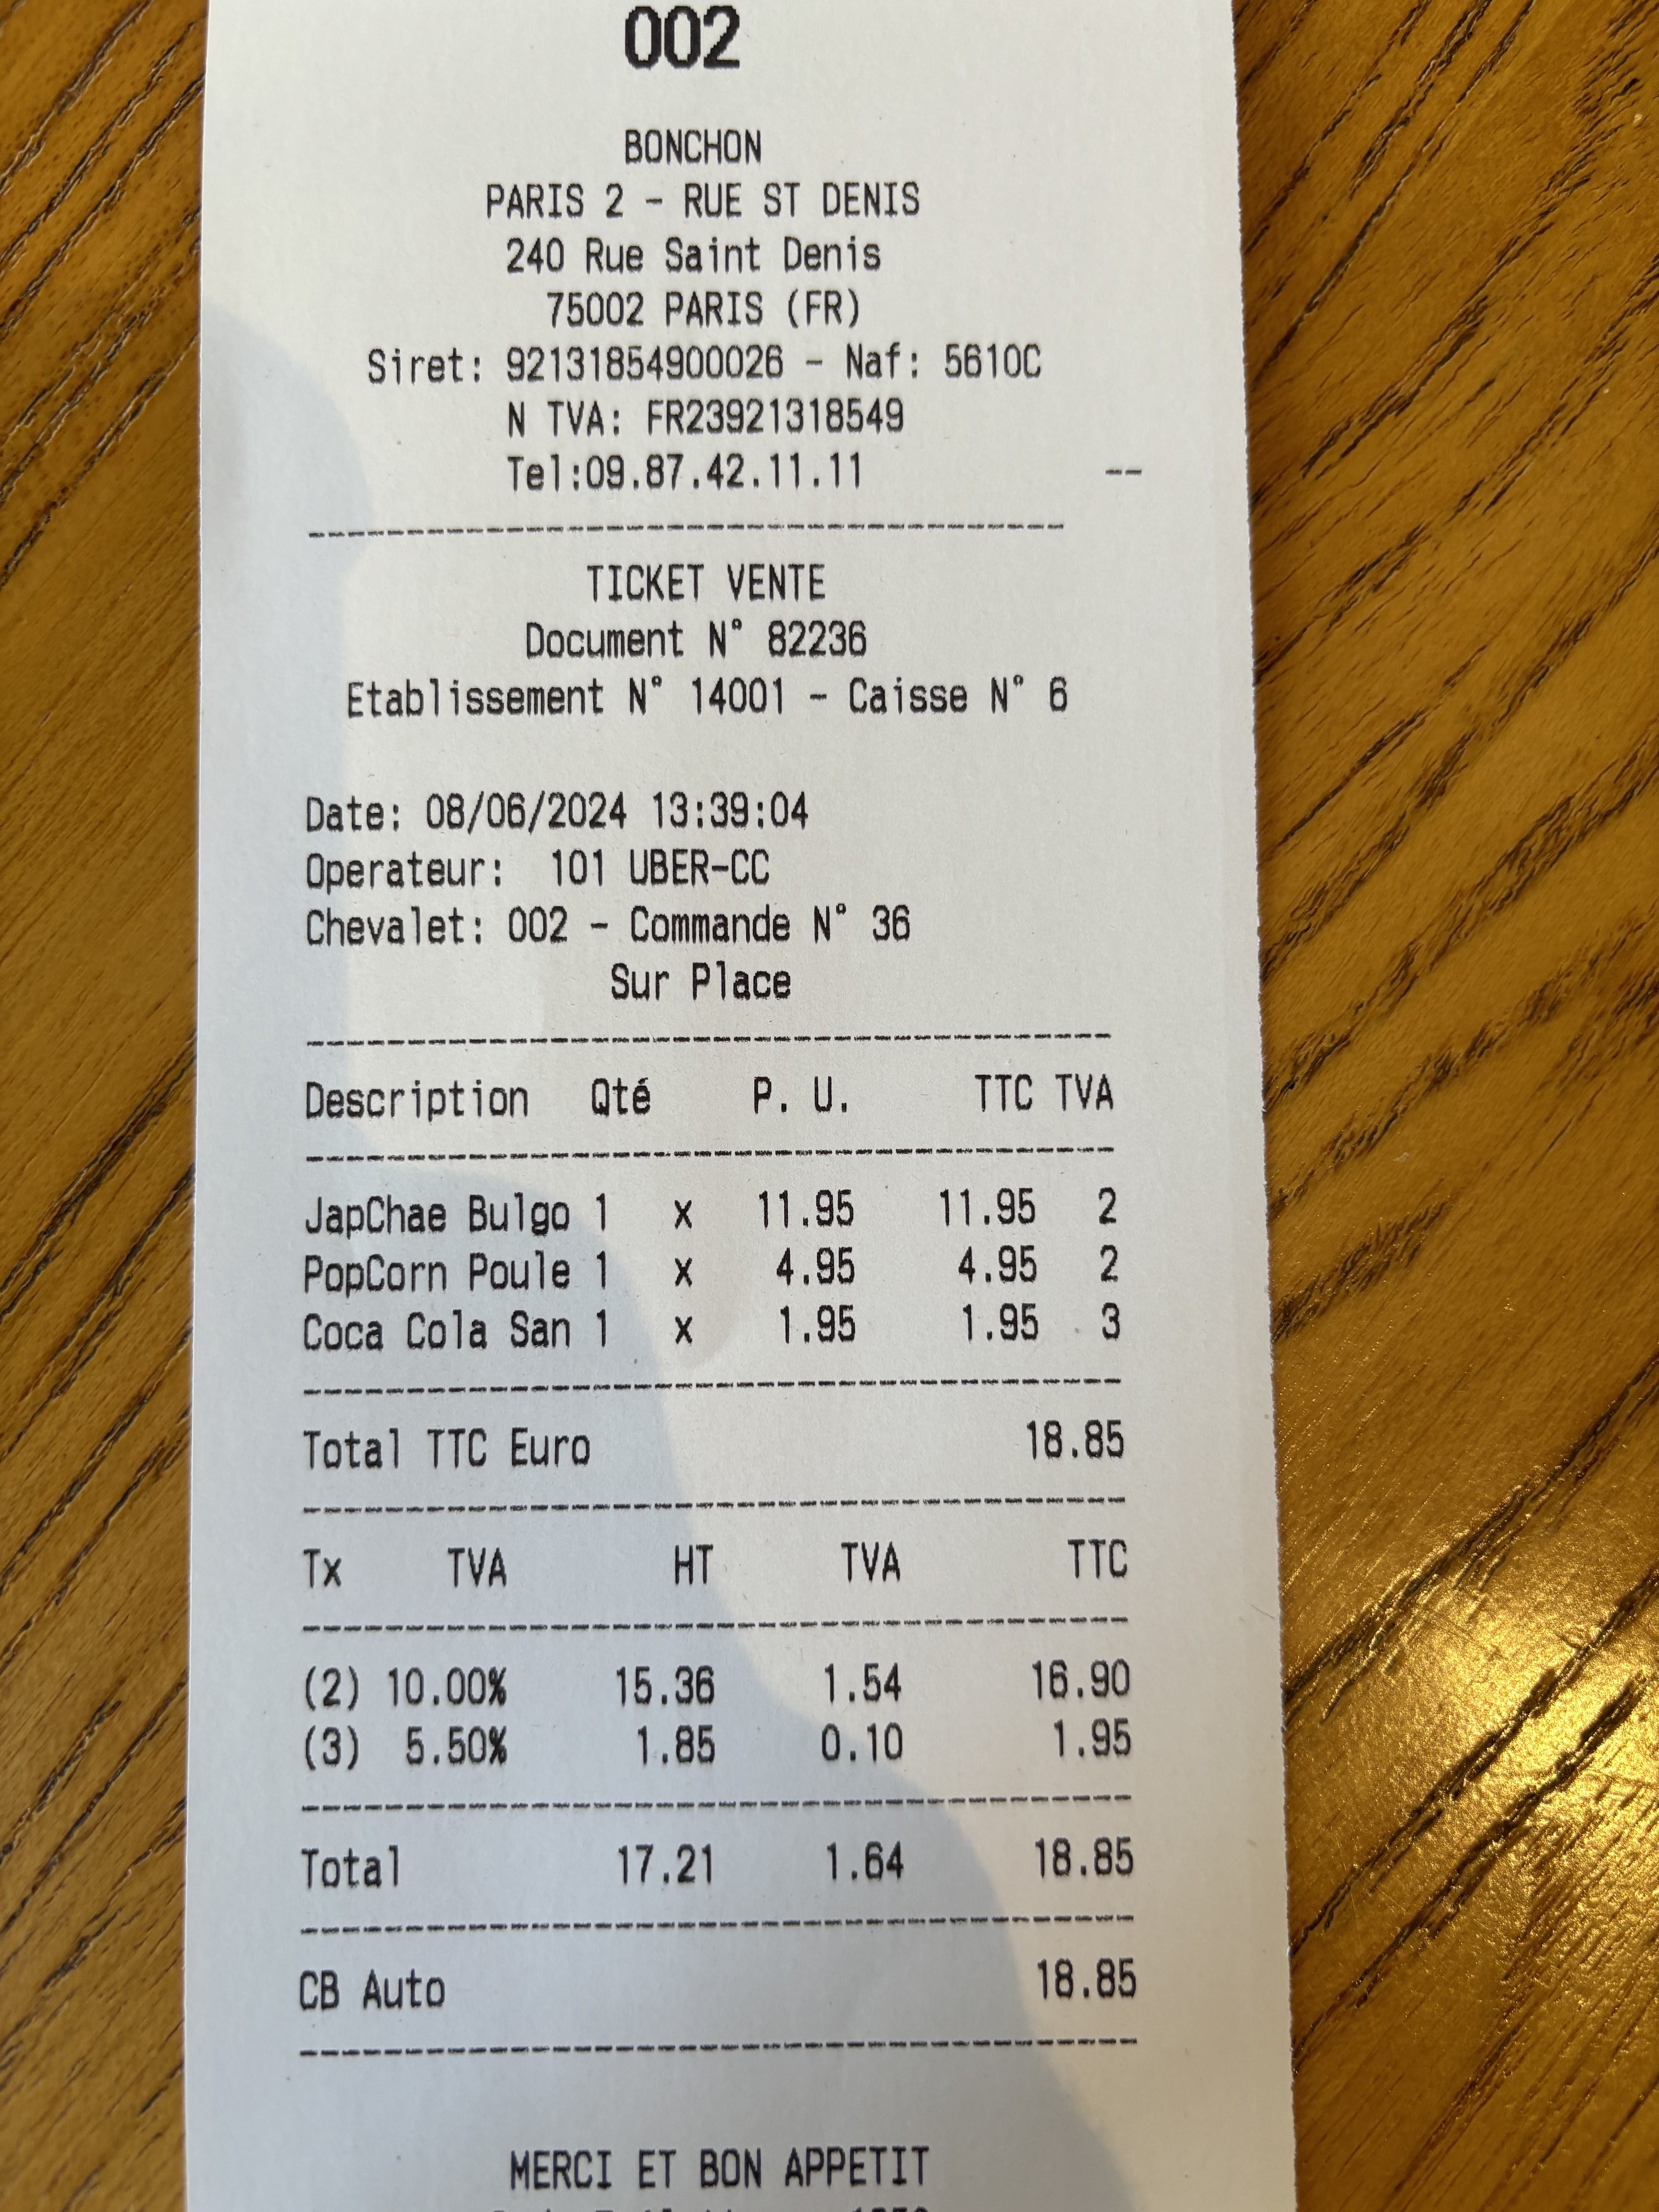 002
BONCHON
PARIS 2 - RUE ST DENIS
240 Rue Saint Denis
75002 PARIS (FR)
Siret: 92131854900026 - Naf: 5610C
N TVA: FR23921318549
Tel:09.87.42.11.11 --
TICKET VENTE
Document N° 82236
Etablissement N° 14001 - Caisse N° 6
Date: 08/06/2024 13:39:04
Operateur: 101 UBER-CC
Chevalet: 002 - Commande N° 36
Sur Place
Description Qté P. U. TTC TVA
JapChae Bulgo 1 x 11.95 11.95 2
PopCorn Poule 1 x 4.95 4.95 2
Coca Cola San 1 x 1.95 1.95 3
Total TTC Euro 18.85
Tx TVA HT TVA TTC
(2) 10.00% 15.36 1.54 16.90
(3) 5.50% 1.85 0.10 1.95
Total 17.21 1.64 18.85
CB Auto 18.85
MERCI ET BON APPETIT